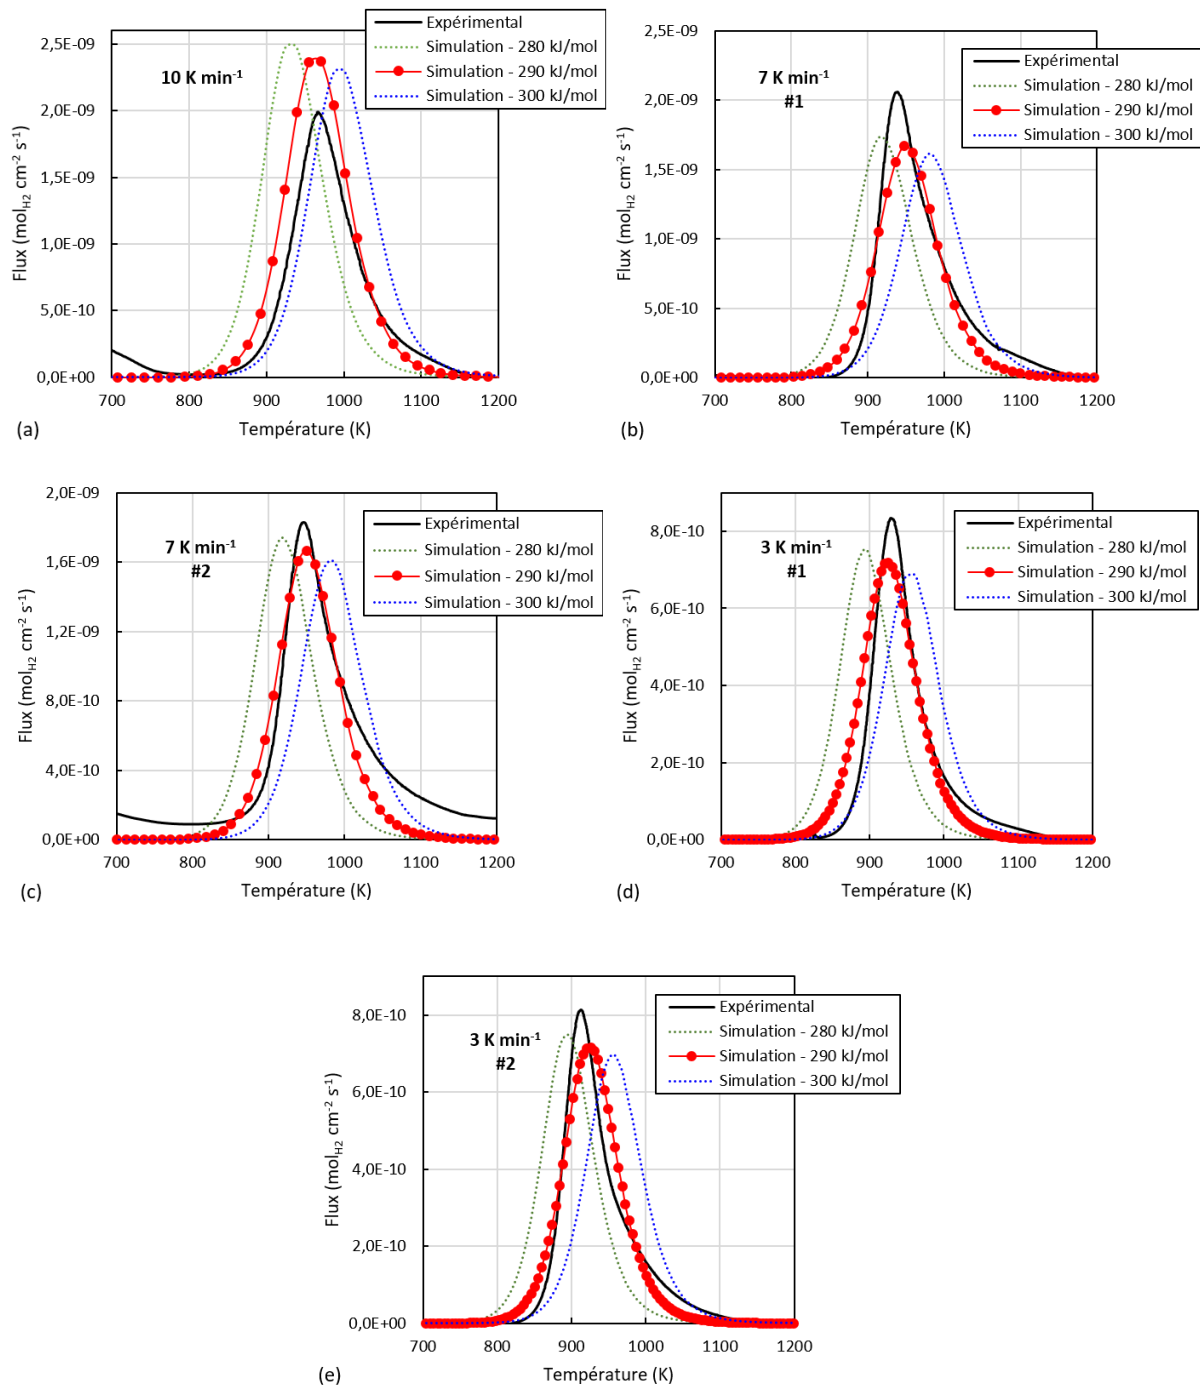 Expérimental
Simulation - 280 kJ/mol
Simulation - 290 kJ/mol
Simulation - 300 kJ/mol
10 K min⁻¹
2,5E-09
2,0E-09
1,5E-09
1,0E-09
5,0E-10
0,0E+00
Flux (mol_H2 cm⁻² s⁻¹)
700 800 900 1000 1100 1200
Température (K)
(a)
Expérimental
Simulation - 280 kJ/mol
Simulation - 290 kJ/mol
Simulation - 300 kJ/mol
7 K min⁻¹
#1
2,5E-09
2,0E-09
1,5E-09
1,0E-09
5,0E-10
0,0E+00
Flux (mol_H2 cm⁻² s⁻¹)
700 800 900 1000 1100 1200
Température (K)
(b)
Expérimental
Simulation - 280 kJ/mol
Simulation - 290 kJ/mol
Simulation - 300 kJ/mol
7 K min⁻¹
#2
2,0E-09
1,6E-09
1,2E-09
8,0E-10
4,0E-10
0,0E+00
Flux (mol_H2 cm⁻² s⁻¹)
700 800 900 1000 1100 1200
Température (K)
(c)
Expérimental
Simulation - 280 kJ/mol
Simulation - 290 kJ/mol
Simulation - 300 kJ/mol
3 K min⁻¹
#1
8,0E-10
6,0E-10
4,0E-10
2,0E-10
0,0E+00
Flux (mol_H2 cm⁻² s⁻¹)
700 800 900 1000 1100 1200
Température (K)
(d)
Expérimental
Simulation - 280 kJ/mol
Simulation - 290 kJ/mol
Simulation - 300 kJ/mol
3 K min⁻¹
#2
8,0E-10
6,0E-10
4,0E-10
2,0E-10
0,0E+00
Flux (mol_H2 cm⁻² s⁻¹)
700 800 900 1000 1100 1200
Température (K)
(e)